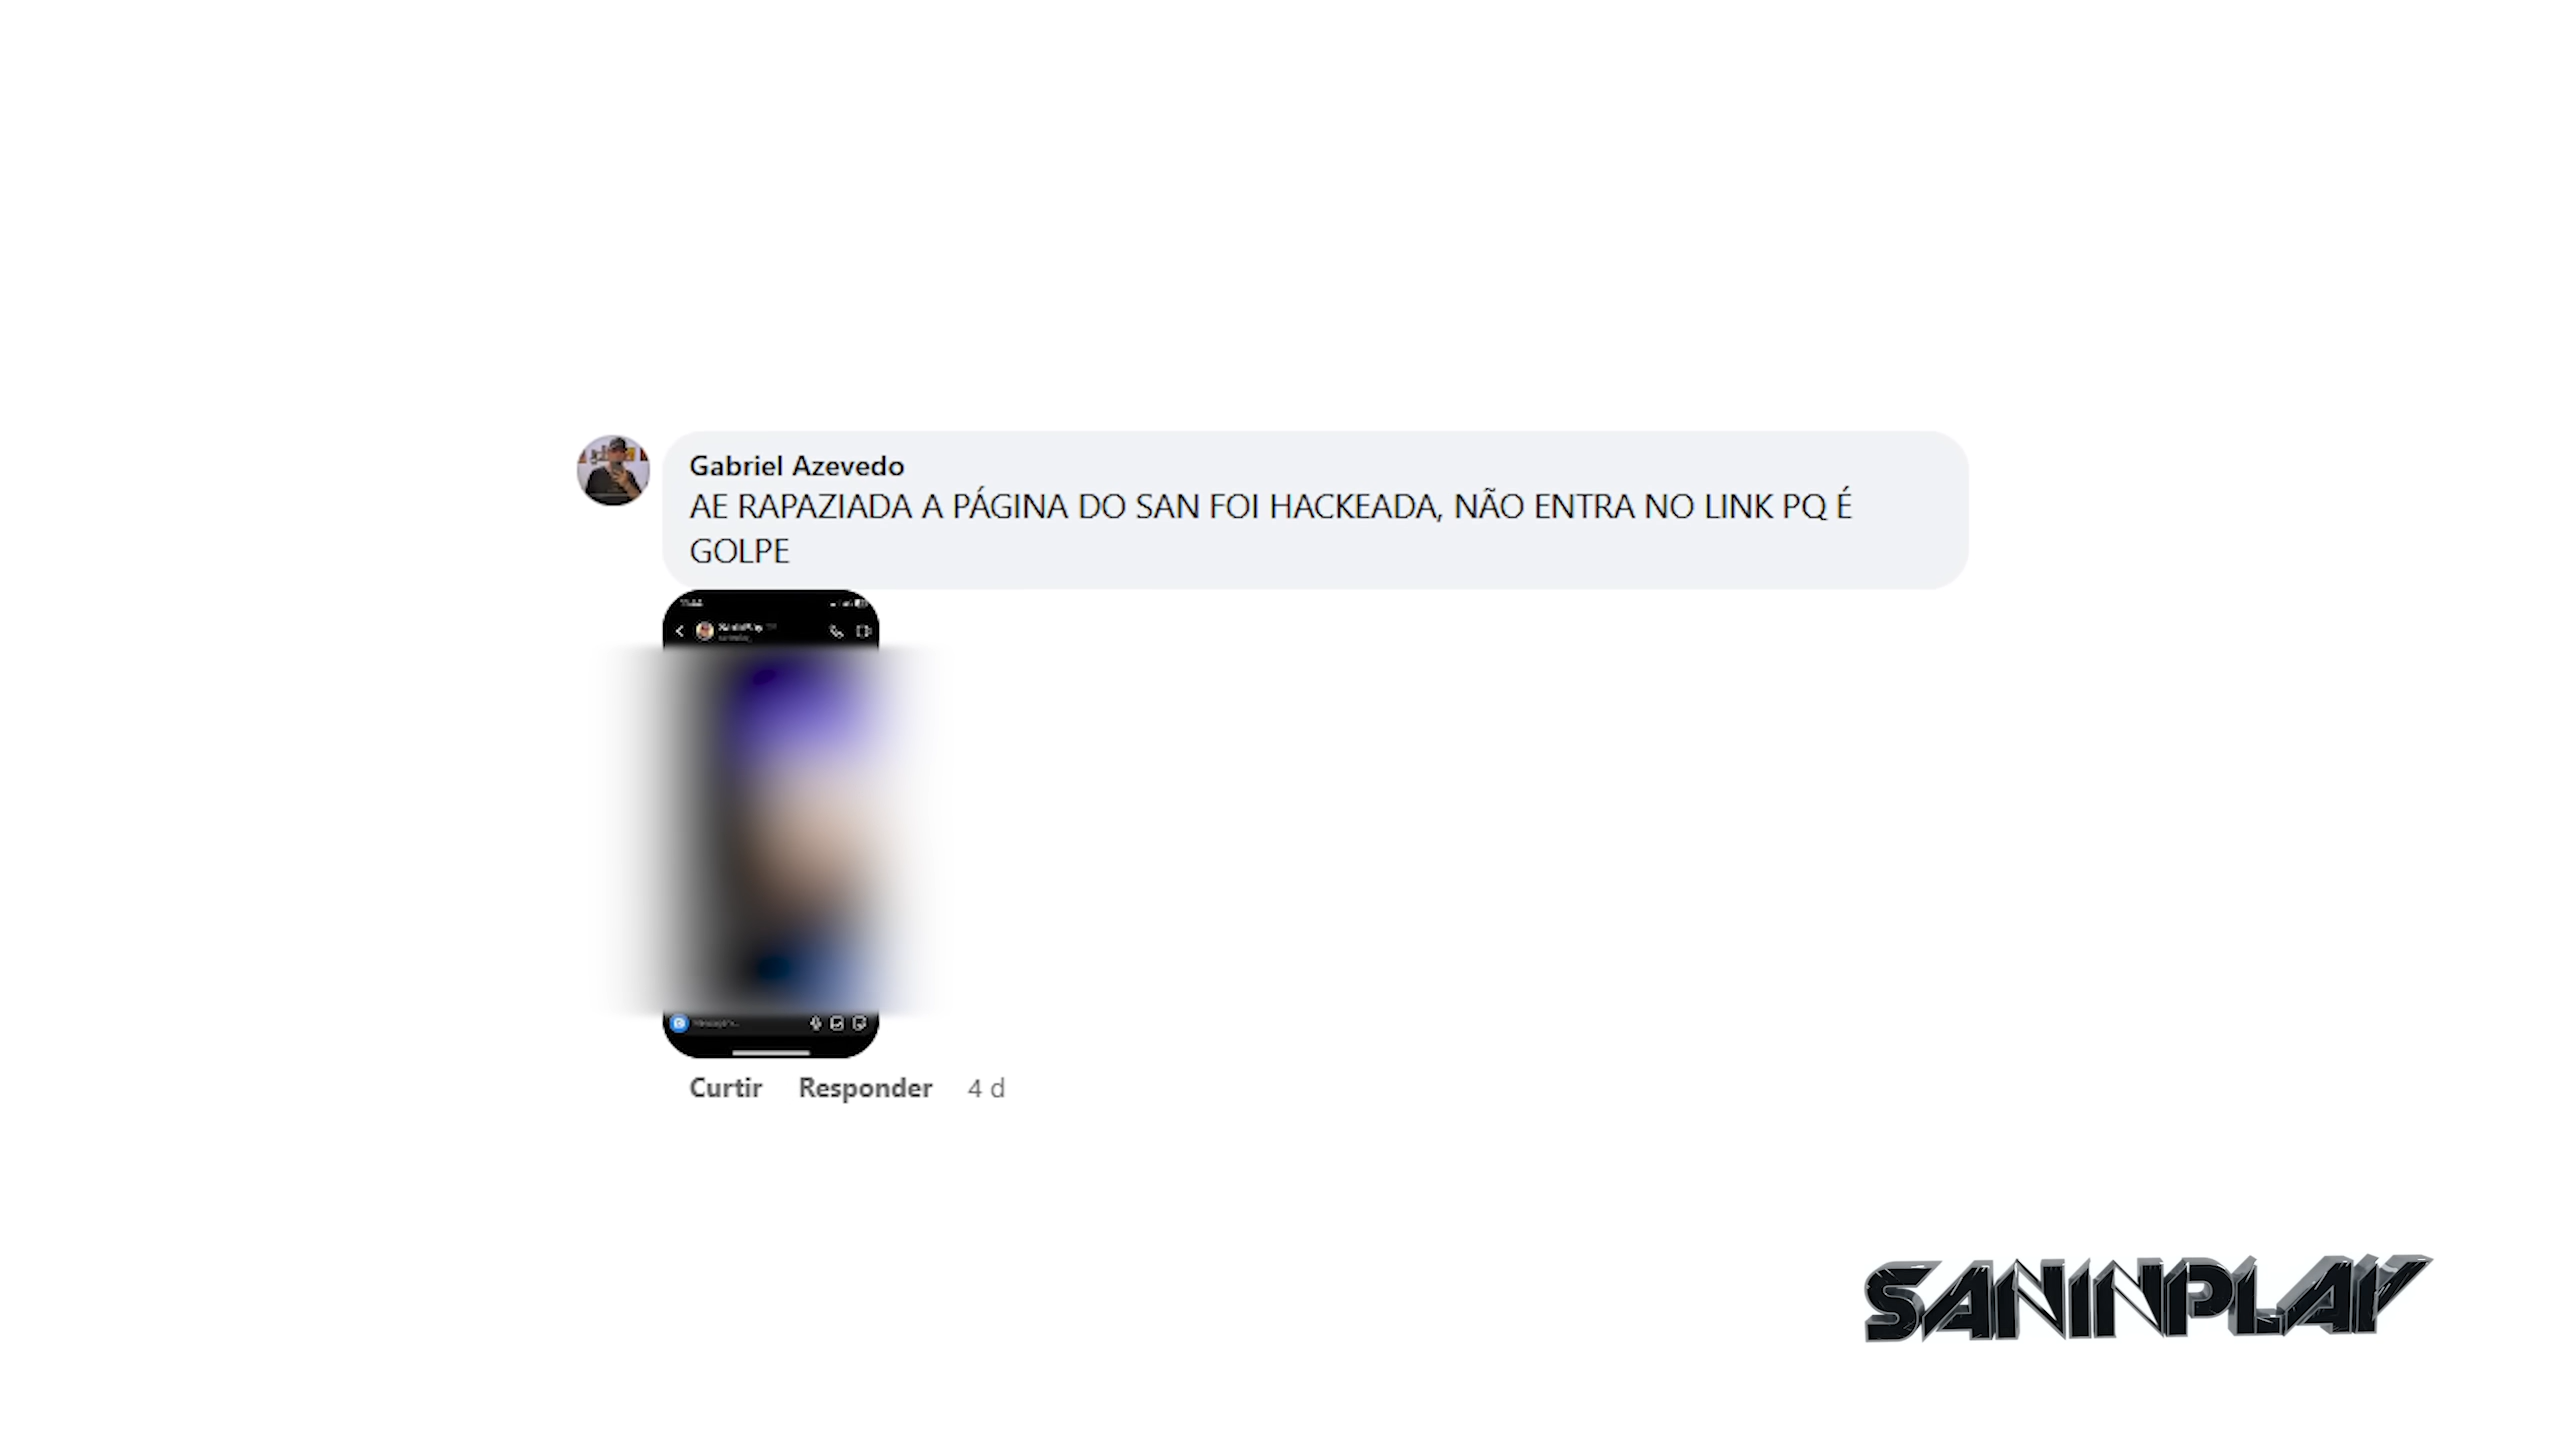 Gabriel Azevedo
AE RAPAZIADA A PÁGINA DO SAN FOI HACKEADA, NÃO ENTRA NO LINK PQ É
GOLPE
Curtir Responder 4 d
SANINPLAY